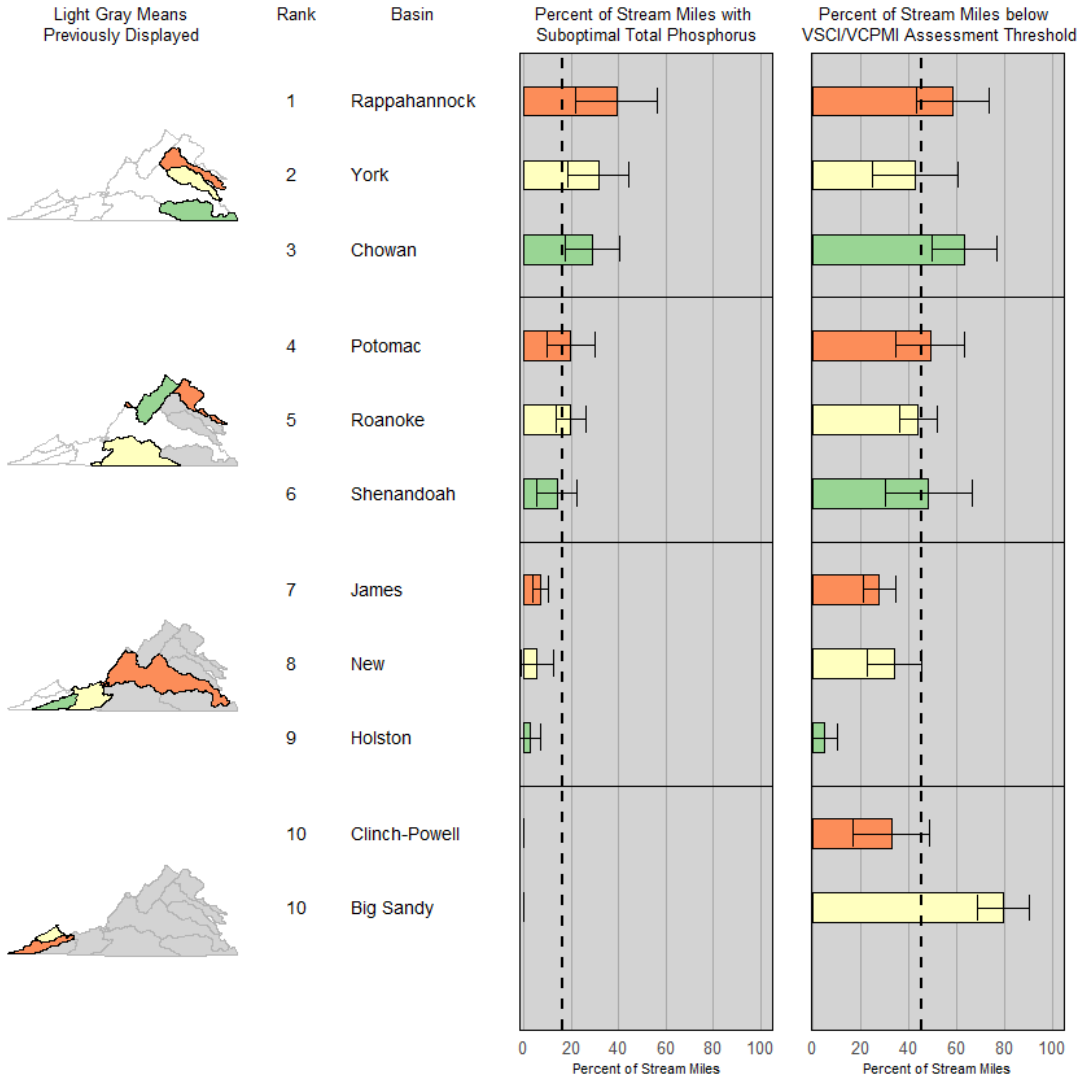 Light Gray Means
Previously Displayed
Rank
Basin
Percent of Stream Miles with
Suboptimal Total Phosphorus
Percent of Stream Miles below
VSCI/VCPMI Assessment Threshold
1 Rappahannock
2 York
3 Chowan
4 Potomac
5 Roanoke
6 Shenandoah
7 James
8 New
9 Holston
10 Clinch-Powell
10 Big Sandy
0 20 40 60 80 100
Percent of Stream Miles
0 20 40 60 80 100
Percent of Stream Miles